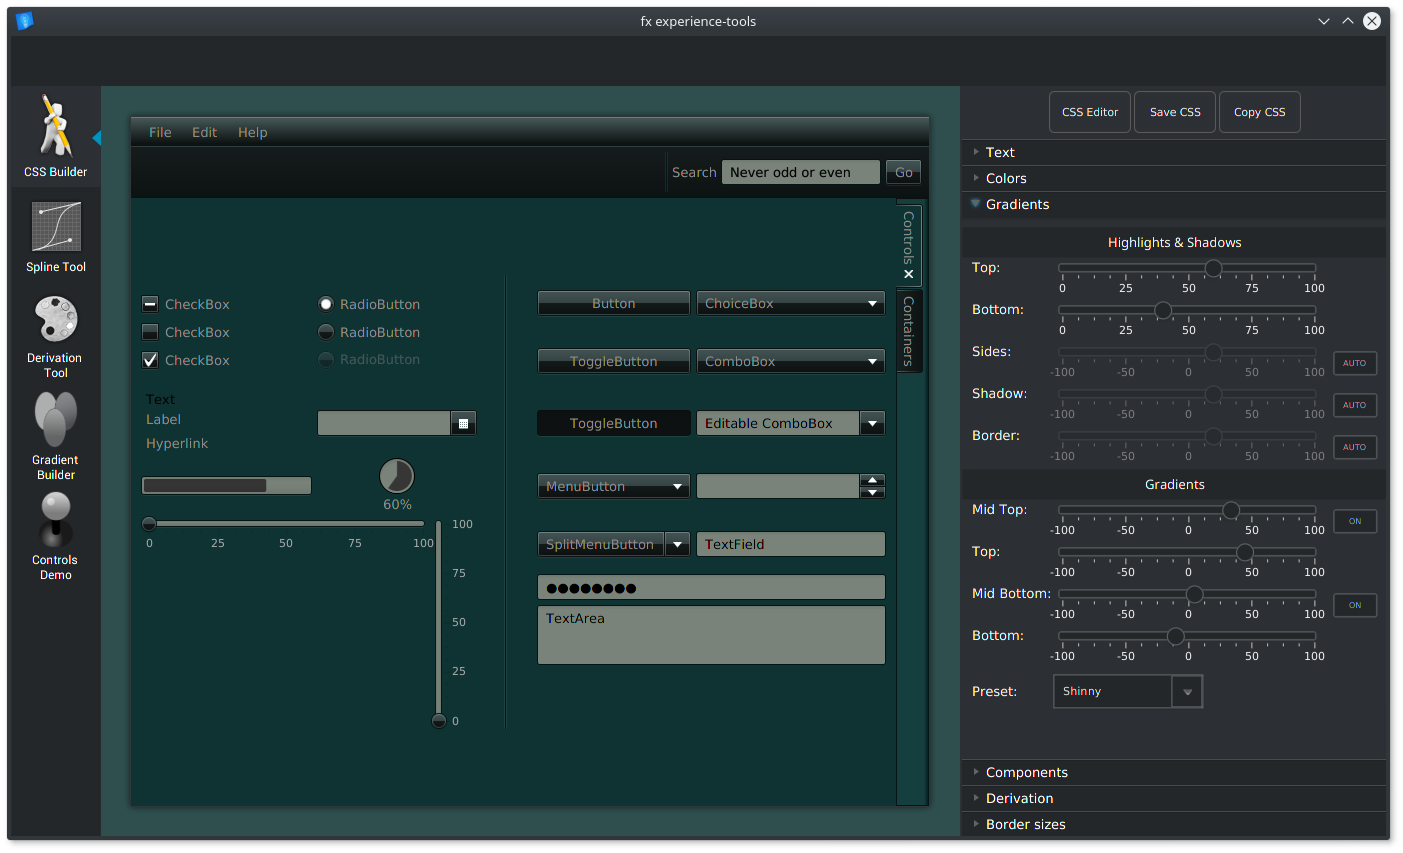 fx experience-tools
CSS Builder
Spline Tool
Derivation
Tool
Gradient
Builder
Controls
Demo
File Edit Help
Search Never odd or even Go
Controls
Containers
CheckBox
CheckBox
CheckBox
RadioButton
RadioButton
RadioButton
Text
Label
Hyperlink
60%
0 25 50 75 100
100
75
50
25
0
Button ChoiceBox
ToggleButton ComboBox
ToggleButton Editable ComboBox
MenuButton
SplitMenuButton TextField
TextArea
CSS Editor Save CSS Copy CSS
Text
Colors
Gradients
Highlights & Shadows
Top:
0 25 50 75 100
Bottom:
0 25 50 75 100
Sides: AUTO
-100 -50 0 50 100
Shadow: AUTO
-100 -50 0 50 100
Border: AUTO
-100 -50 0 50 100
Gradients
Mid Top: ON
-100 -50 0 50 100
Top:
-100 -50 0 50 100
Mid Bottom: ON
-100 -50 0 50 100
Bottom:
-100 -50 0 50 100
Preset: Shinny
Components
Derivation
Border sizes